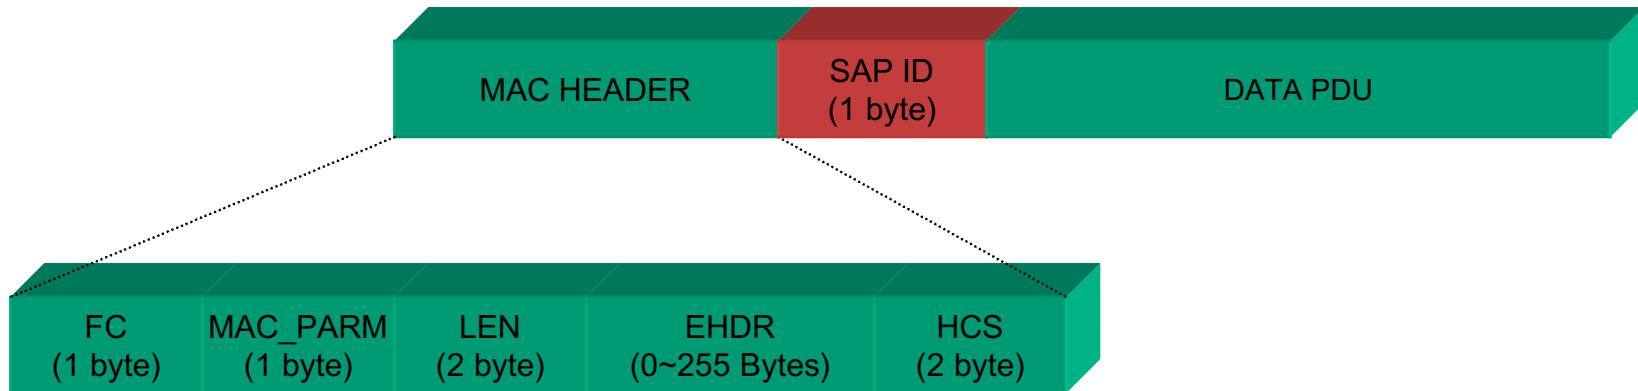 MAC HEADER
SAP ID
(1 byte)
DATA PDU
FC
(1 byte)
MAC_PARM
(1 byte)
LEN
(2 byte)
EHDR
(0~255 Bytes)
HCS
(2 byte)